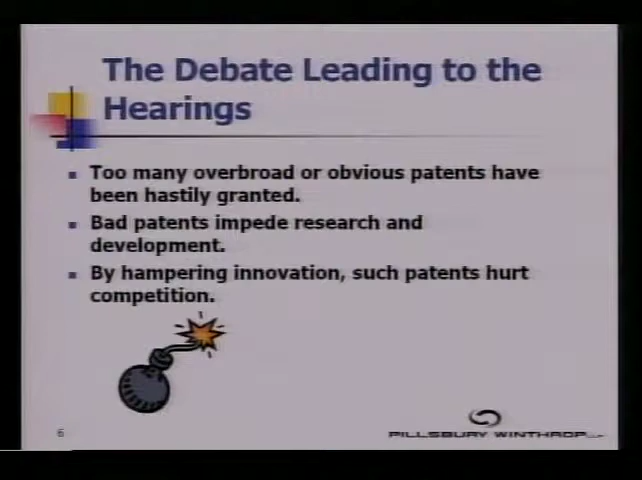 The Debate Leading to the
Hearings
Too many overbroad or obvious patents have
been hastily granted.
Bad patents impede research and
development.
By hampering innovation, such patents hurt
competition.
6
PILLSBURY WINTHROP